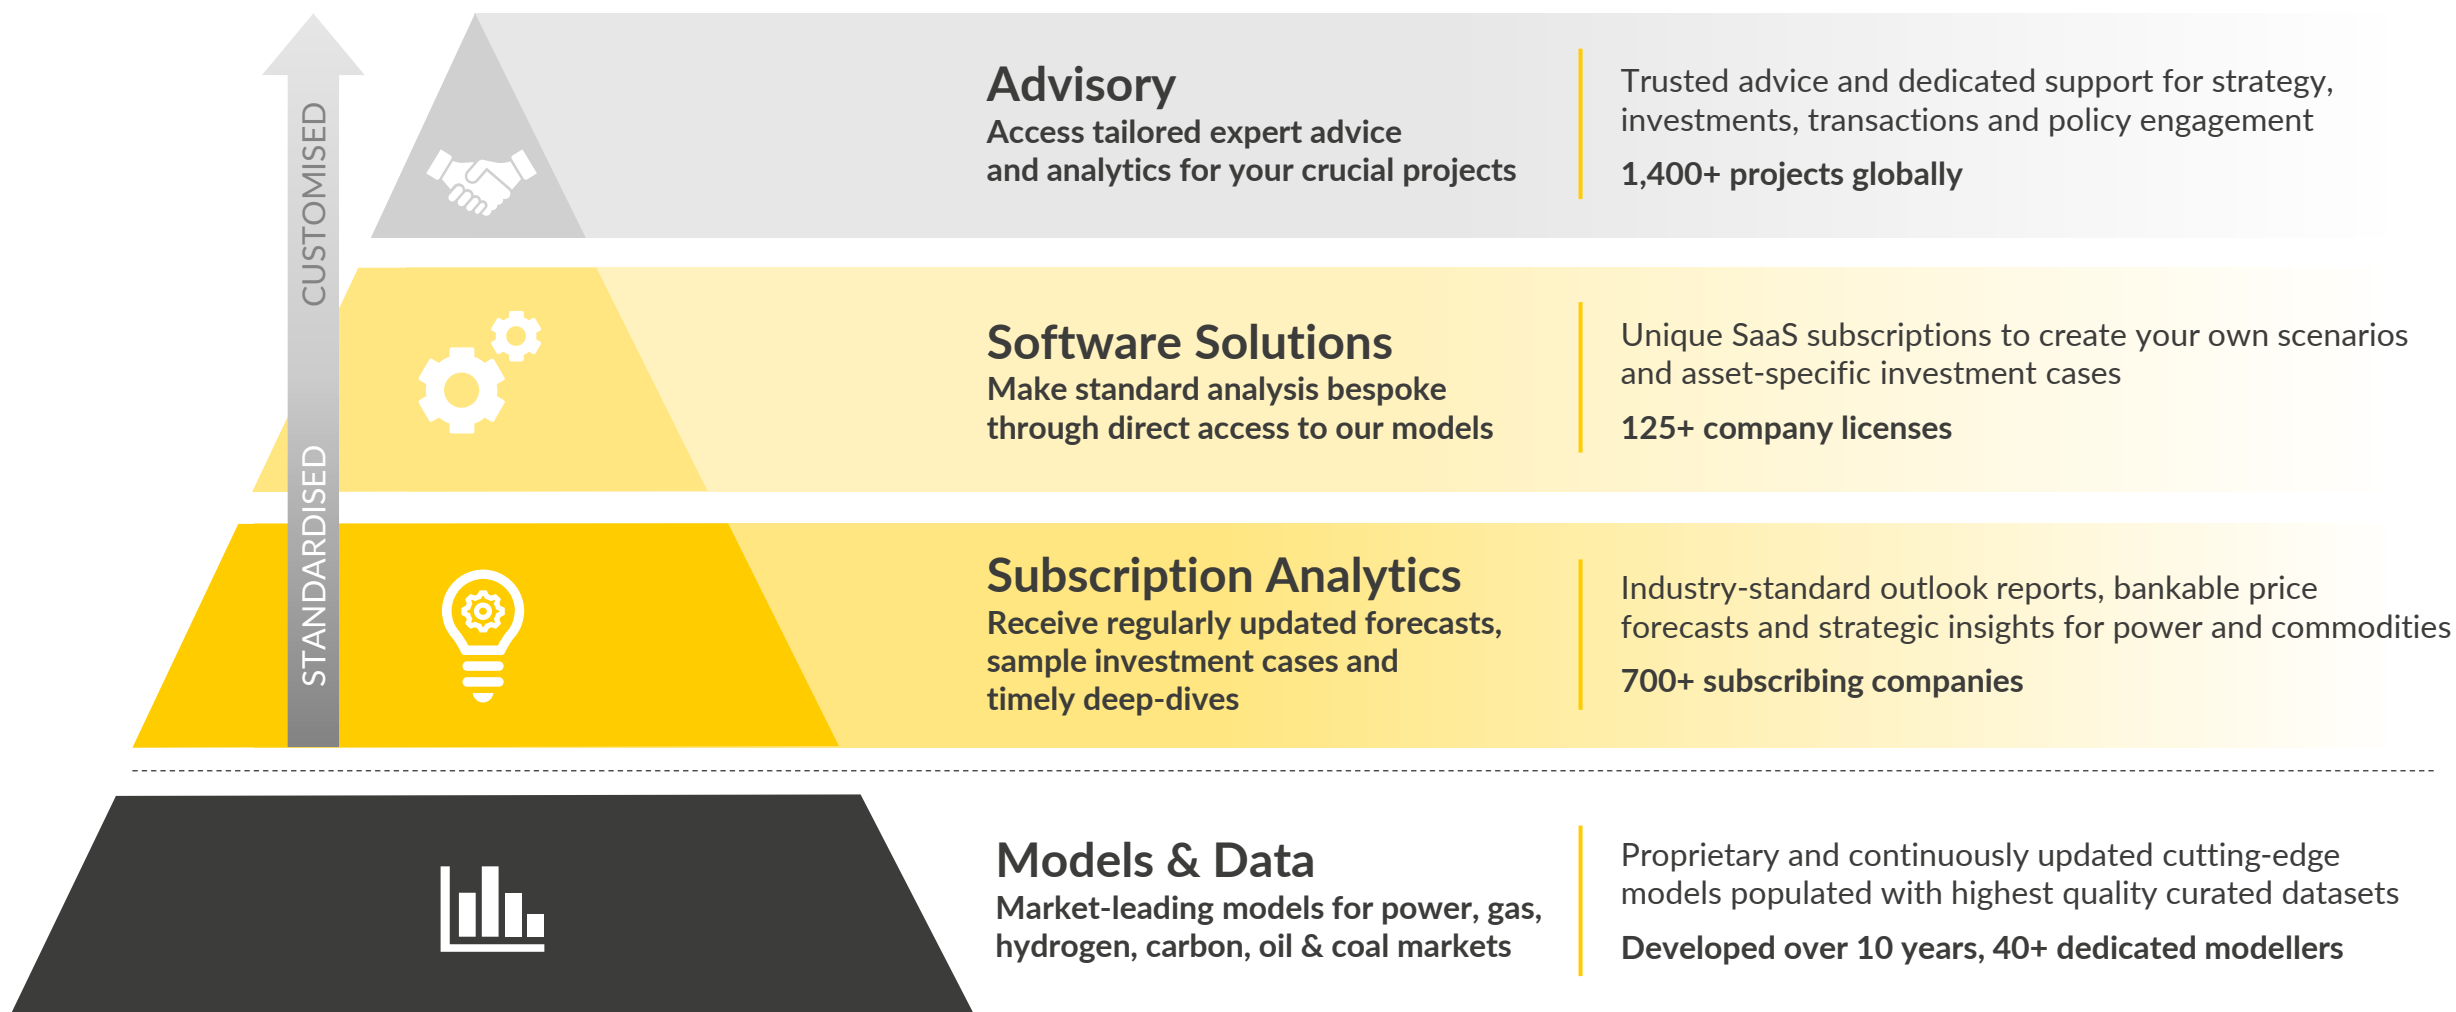 CUSTOMISED
STANDARDISED
Advisory
Access tailored expert advice
and analytics for your crucial projects
Trusted advice and dedicated support for strategy,
investments, transactions and policy engagement
1,400+ projects globally
Software Solutions
Make standard analysis bespoke
through direct access to our models
Unique SaaS subscriptions to create your own scenarios
and asset-specific investment cases
125+ company licenses
Subscription Analytics
Receive regularly updated forecasts,
sample investment cases and
timely deep-dives
Industry-standard outlook reports, bankable price
forecasts and strategic insights for power and commodities
700+ subscribing companies
Models & Data
Market-leading models for power, gas,
hydrogen, carbon, oil & coal markets
Proprietary and continuously updated cutting-edge
models populated with highest quality curated datasets
Developed over 10 years, 40+ dedicated modellers